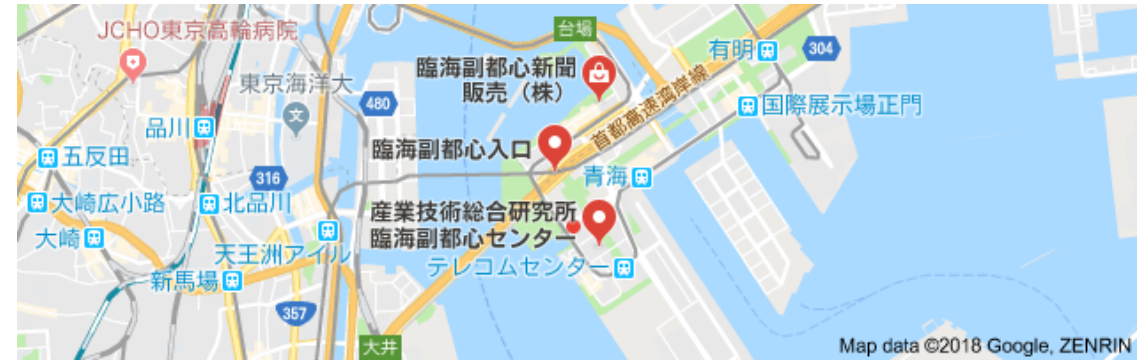 JCHO東京高輪病院
台場
有明
304
臨海副都心新聞
販売（株）
東京海洋大
文
480
首都高速湾岸線
国際展示場正門
品川
臨海副都心入口
五反田
316
青海
大崎広小路
北品川
産業技術総合研究所
臨海副都心センター
大崎
天王洲アイル
テレコムセンター
新馬場
357
大井
Map data ©2018 Google, ZENRIN